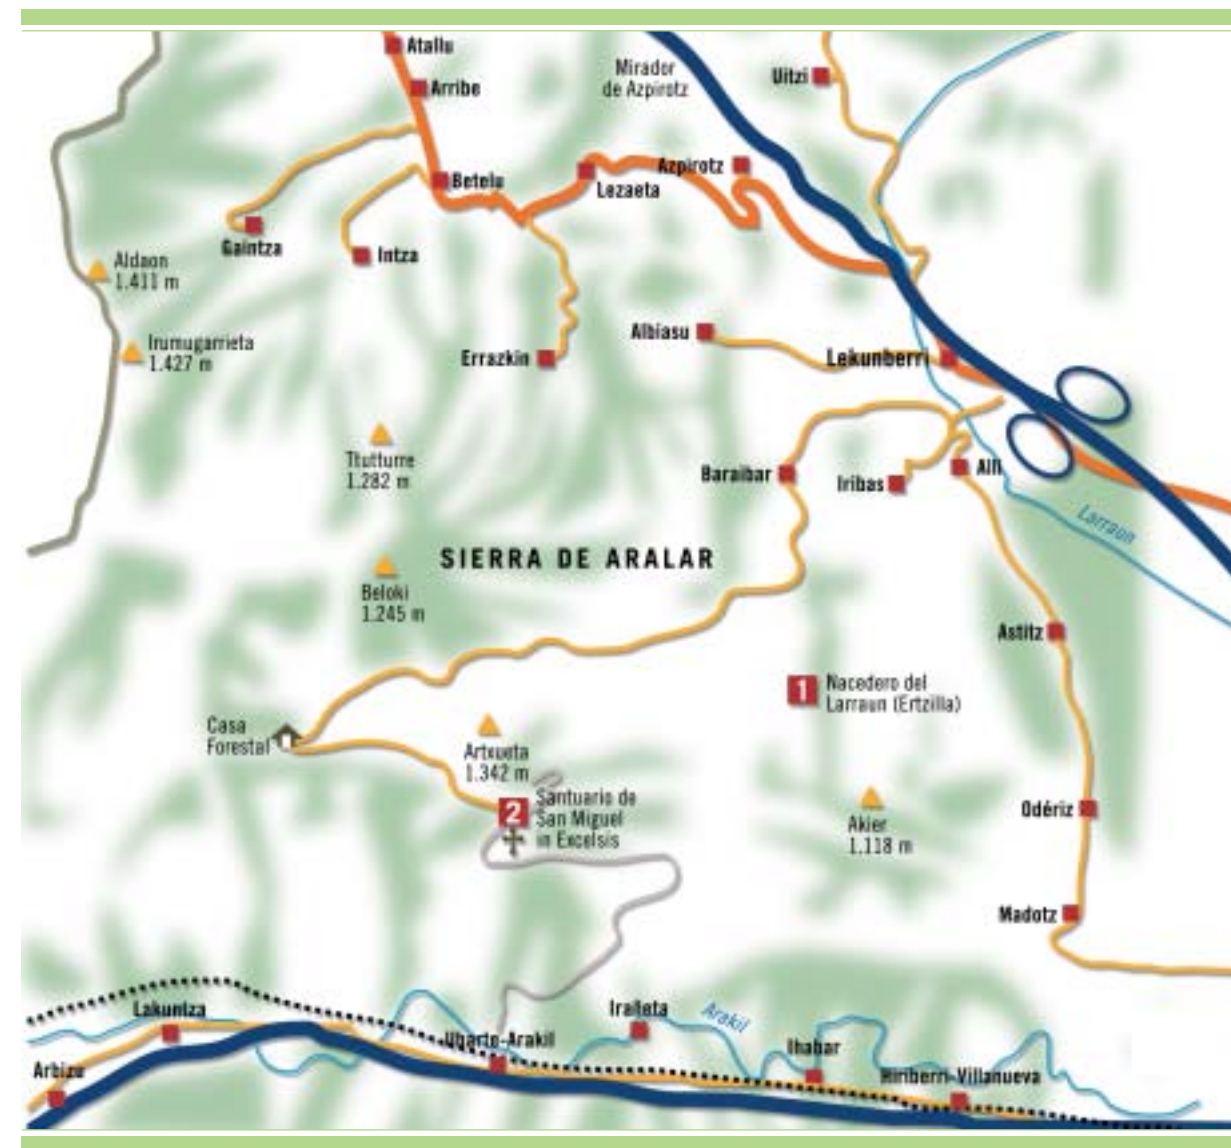 Atallu
Arribe
Mirador
de Azpirotz
Uitzi
Betelu
Lezaeta
Azpirotz
Gaintza
Intza
Aldaon
1.411 m
Irumugarrieta
1.427 m
Errazkin
Albiasu
Lekunberri
Ttutturre
1.282 m
Baraibar
Iribas
Alli
Larraun
SIERRA DE ARALAR
Beloki
1.245 m
Astitz
1
Nacedero del
Larraun (Ertzilla)
Casa
Forestal
Artxueta
1.342 m
2
Santuario de
San Miguel
in Excelsis
Akier
1.118 m
Odériz
Madotz
Lakuntza
Arbizu
Uharte-Arakil
Irañeta
Arakil
Ihabar
Hiriberri-Villanueva